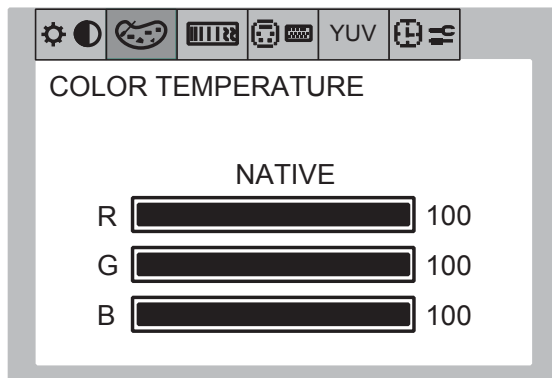 YUV
COLOR TEMPERATURE
NATIVE
R 100
G 100
B 100